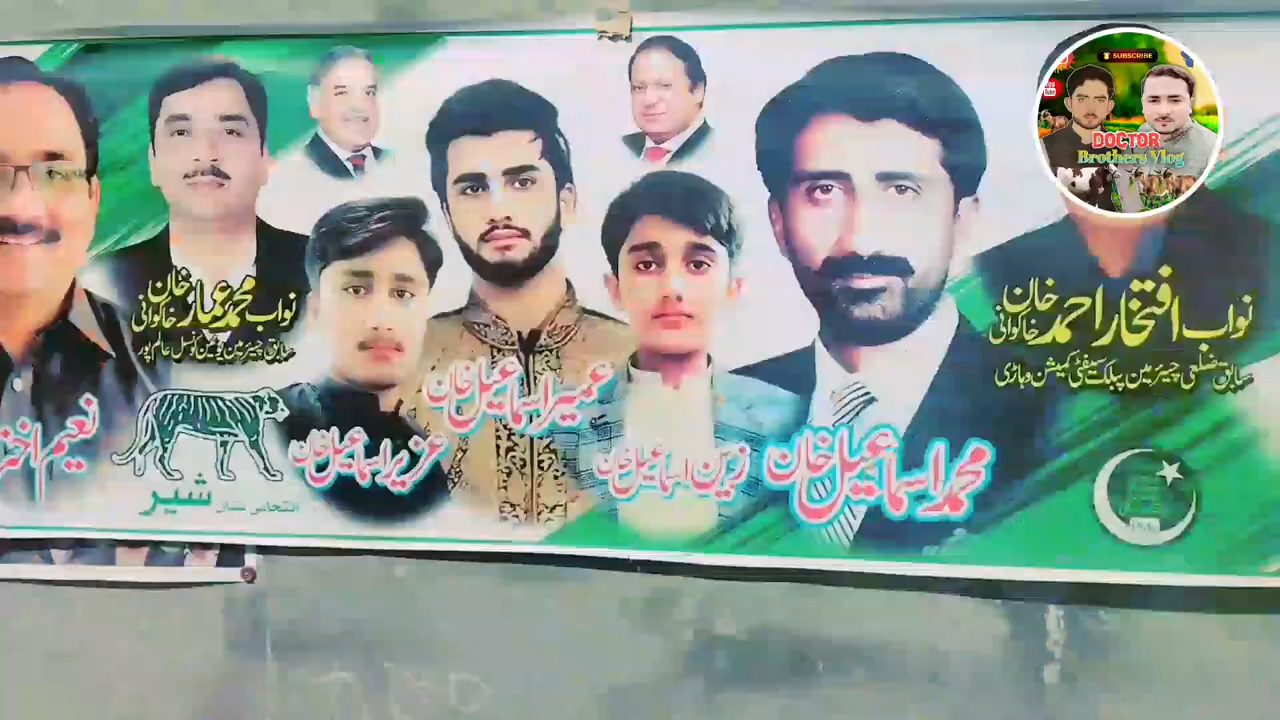 SUBSCRIBE
DOCTOR
Brothers Vlog
نواب محمد عماز خان خاکوانی
سابق چیئرمین یونین کونسل عالم پور
نواب افتخار احمد خان خاکوانی
سابق ضلعی چیئرمین پبلک سیفٹی کمیشن وہاڑی
نعیم اختر
انتخابی نشان شیر
عزیر اسماعیل خان
عمیر اسماعیل خان
زین اسماعیل خان
محمد اسماعیل خان